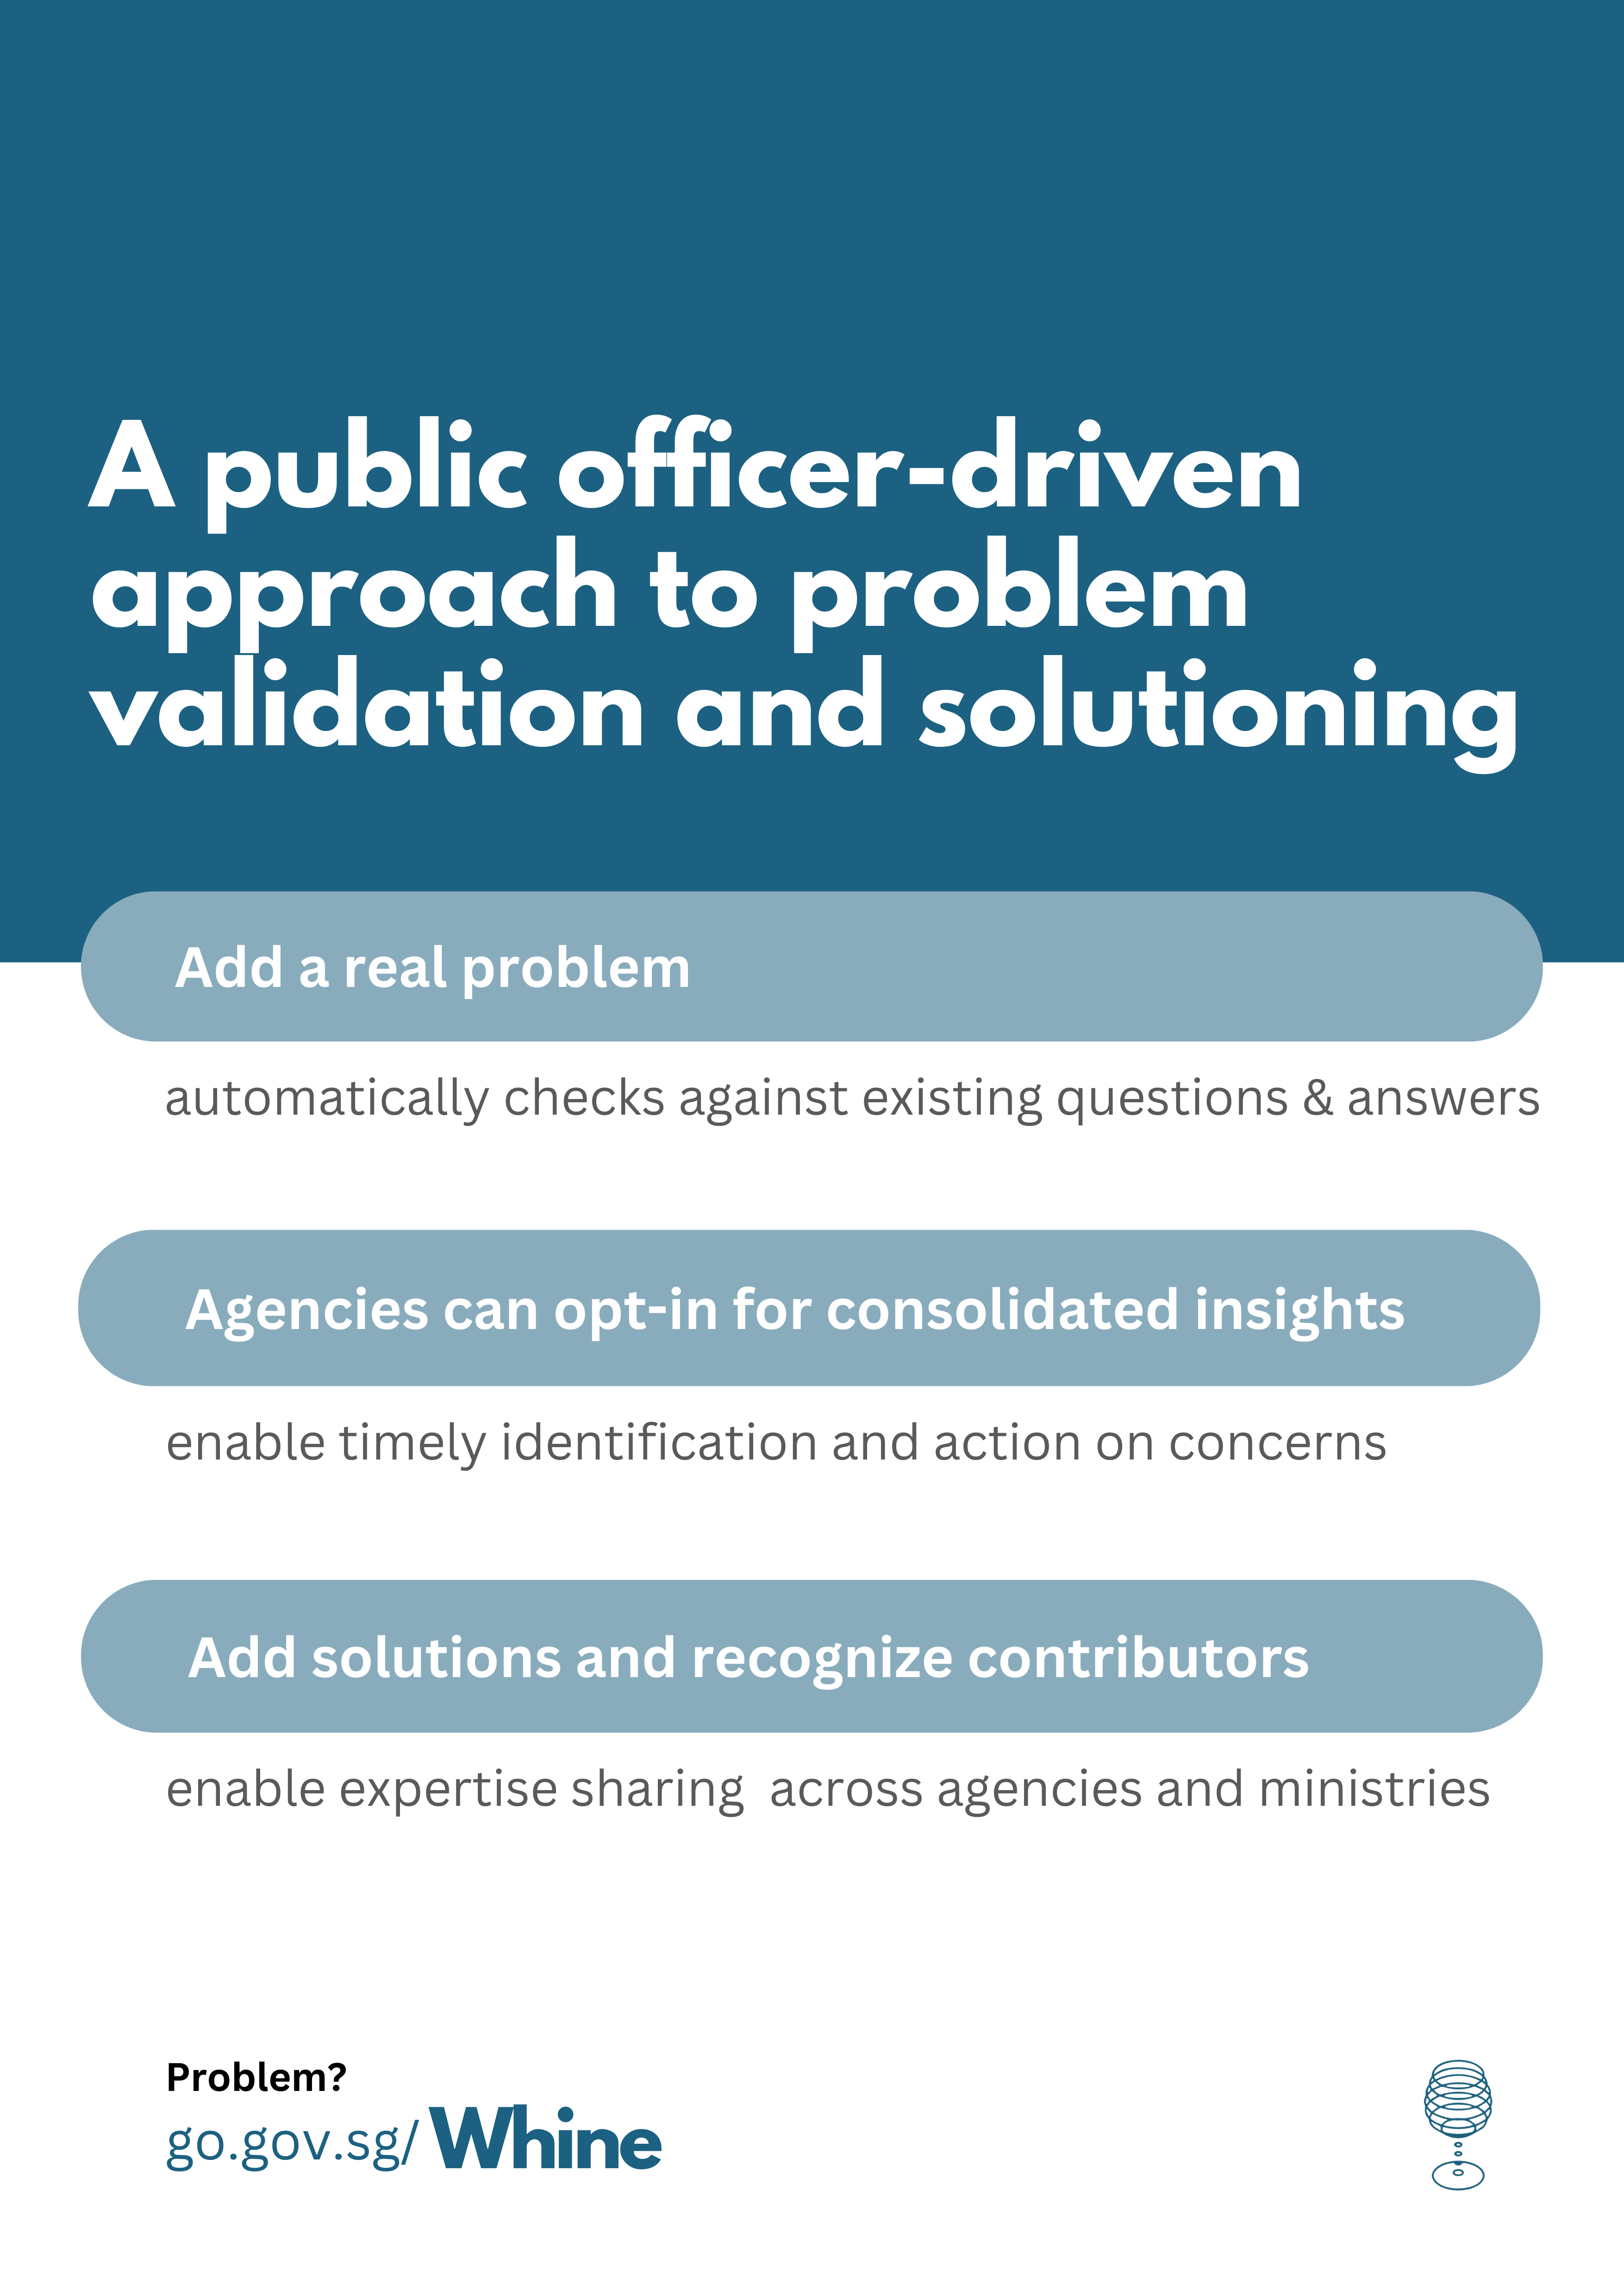 A public officer-driven
approach to problem
validation and solutioning
Add a real problem
automatically checks against existing questions & answers
Agencies can opt-in for consolidated insights
enable timely identification and action on concerns
Add solutions and recognize contributors
enable expertise sharing  across agencies and ministries
Problem?
go.gov.sg/Whine